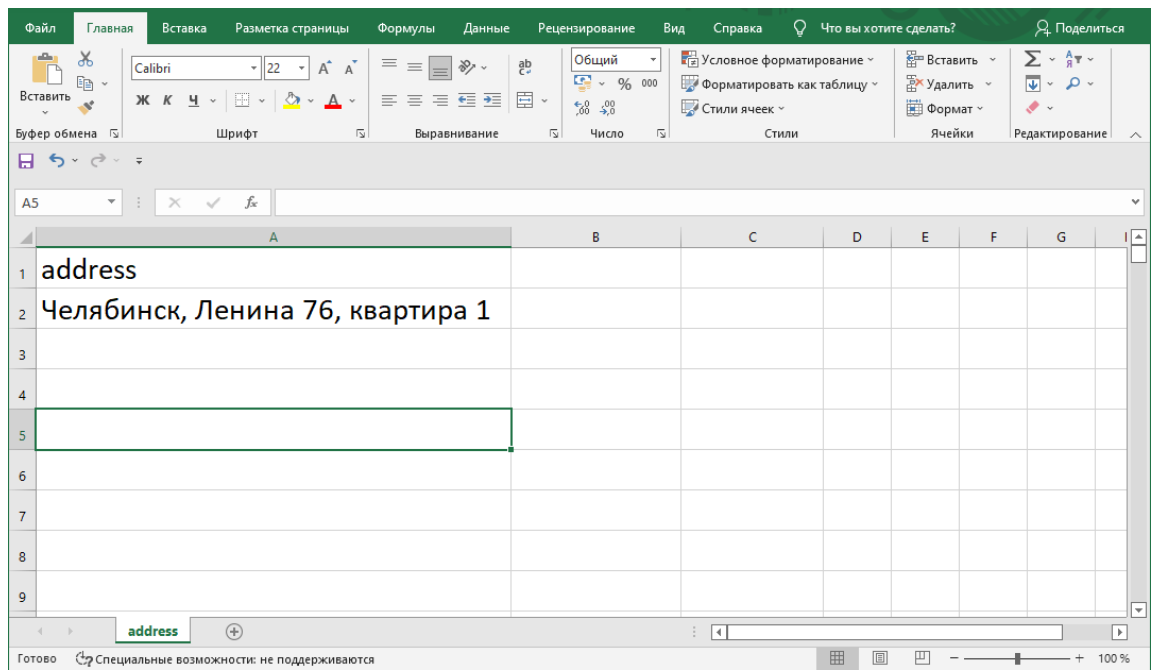 Файл Главная Вставка Разметка страницы Формулы Данные Рецензирование Вид Справка Что вы хотите сделать? Поделиться
Вставить
Calibri 22
Ж К Ч
Общий
% 000
Условное форматирование
Форматировать как таблицу
Стили ячеек
Вставить
Удалить
Формат
Буфер обмена Шрифт Выравнивание Число Стили Ячейки Редактирование
A5 fx
A B C D E F G
1 address
2 Челябинск, Ленина 76, квартира 1
3
4
5
6
7
8
9
address
Готово Специальные возможности: не поддерживаются 100 %